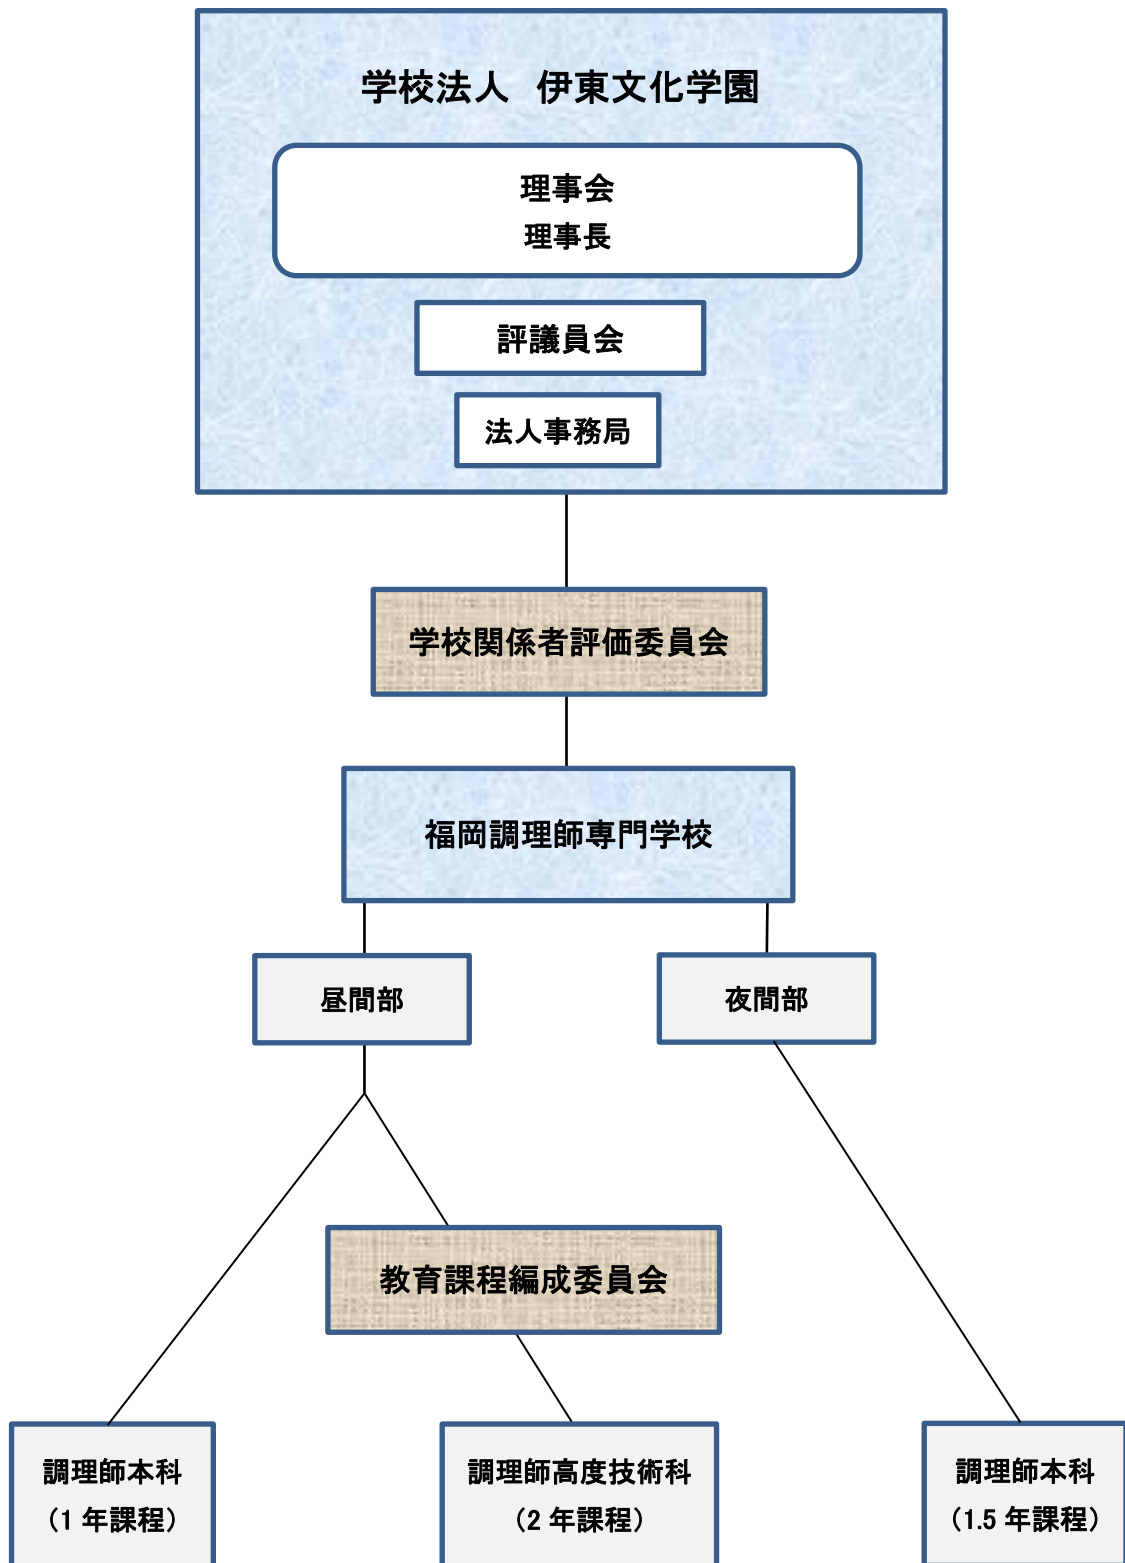 学校法人　伊東文化学園
理事会
理事長
評議員会
法人事務局
学校関係者評価委員会
福岡調理師専門学校
昼間部
夜間部
教育課程編成委員会
調理師本科
（1 年課程）
調理師高度技術科
（2 年課程）
調理師本科
（1.5 年課程）